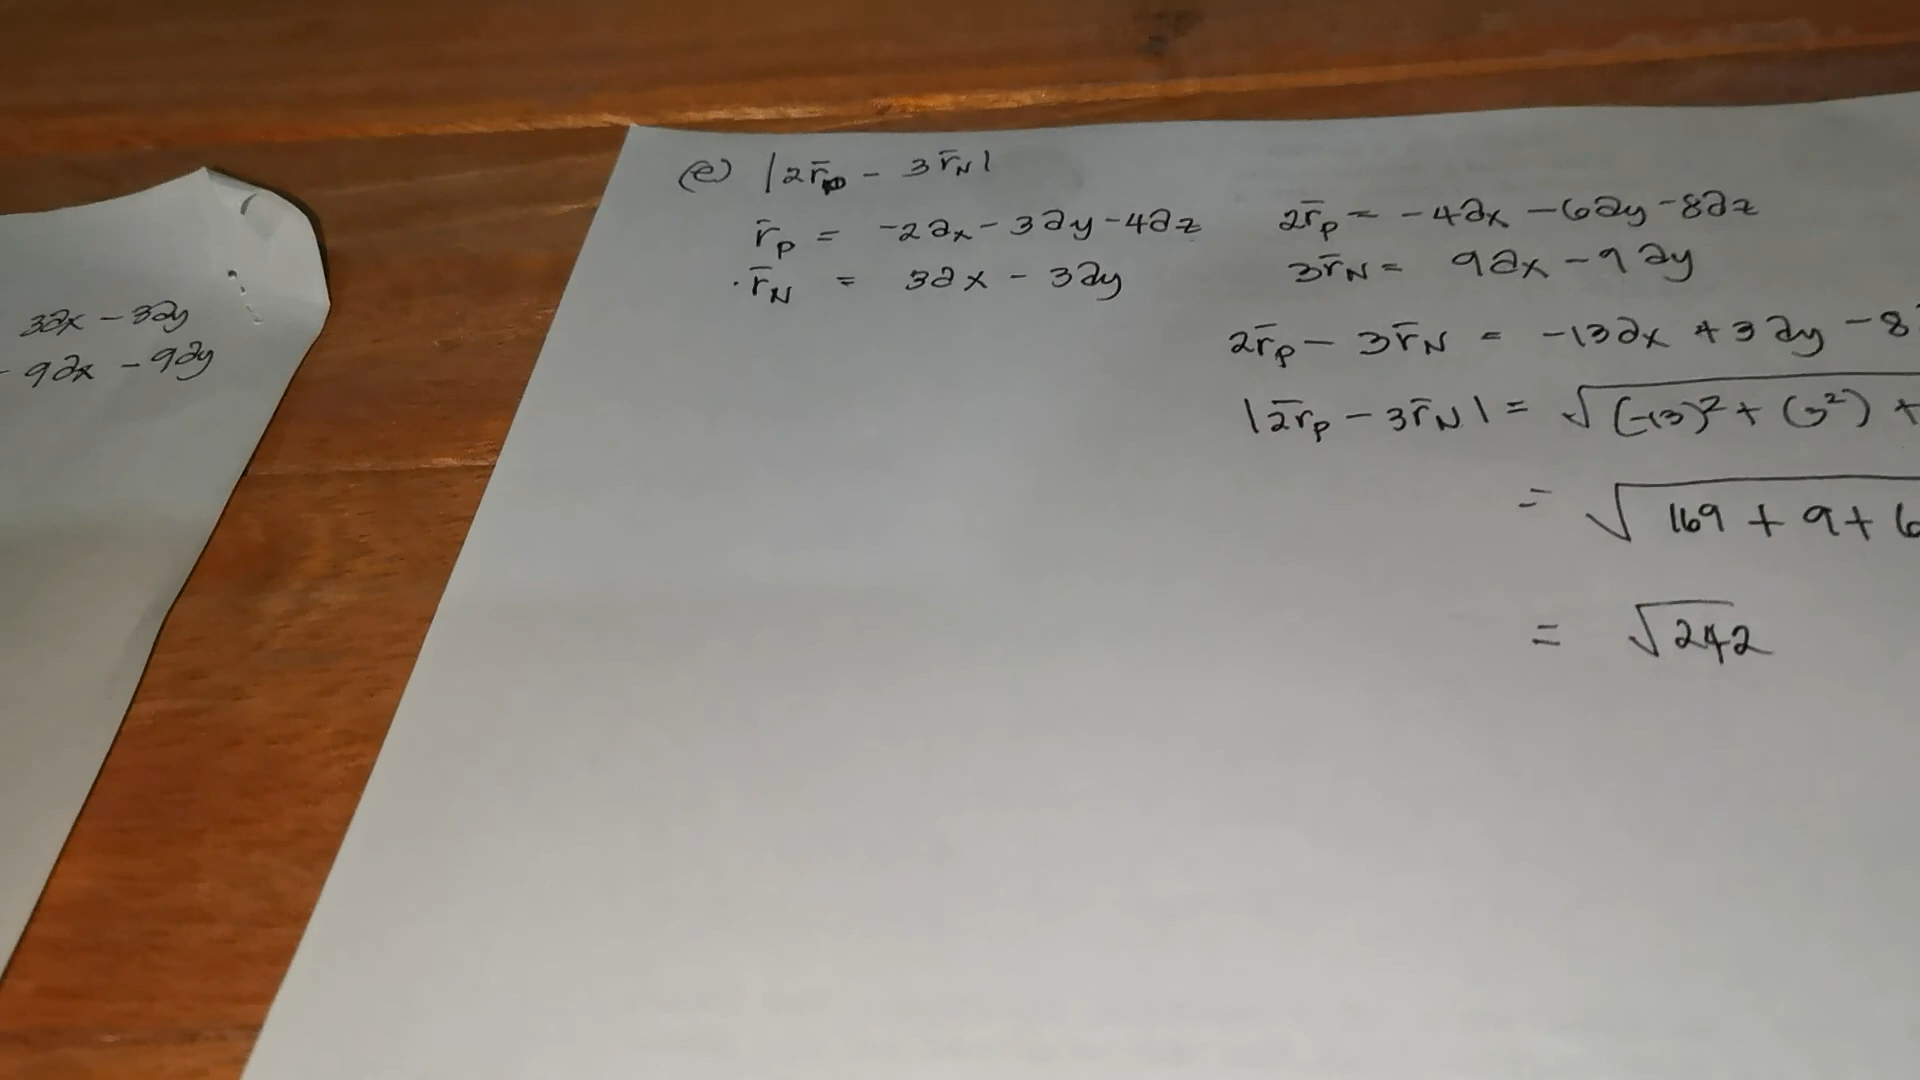 3ax - 3ay
- 9ax - 9ay
(e) |2r̄p - 3r̄N|
r̄p = -2ax - 3ay - 4az
r̄N = 3ax - 3ay
2r̄p = -4ax - 6ay - 8az
3r̄N = 9ax - 9ay
2r̄p - 3r̄N = -13ax + 3ay - 8
|2r̄p - 3r̄N| = √(-13)² + (3²) +
= √169 + 9 + 6
= √242